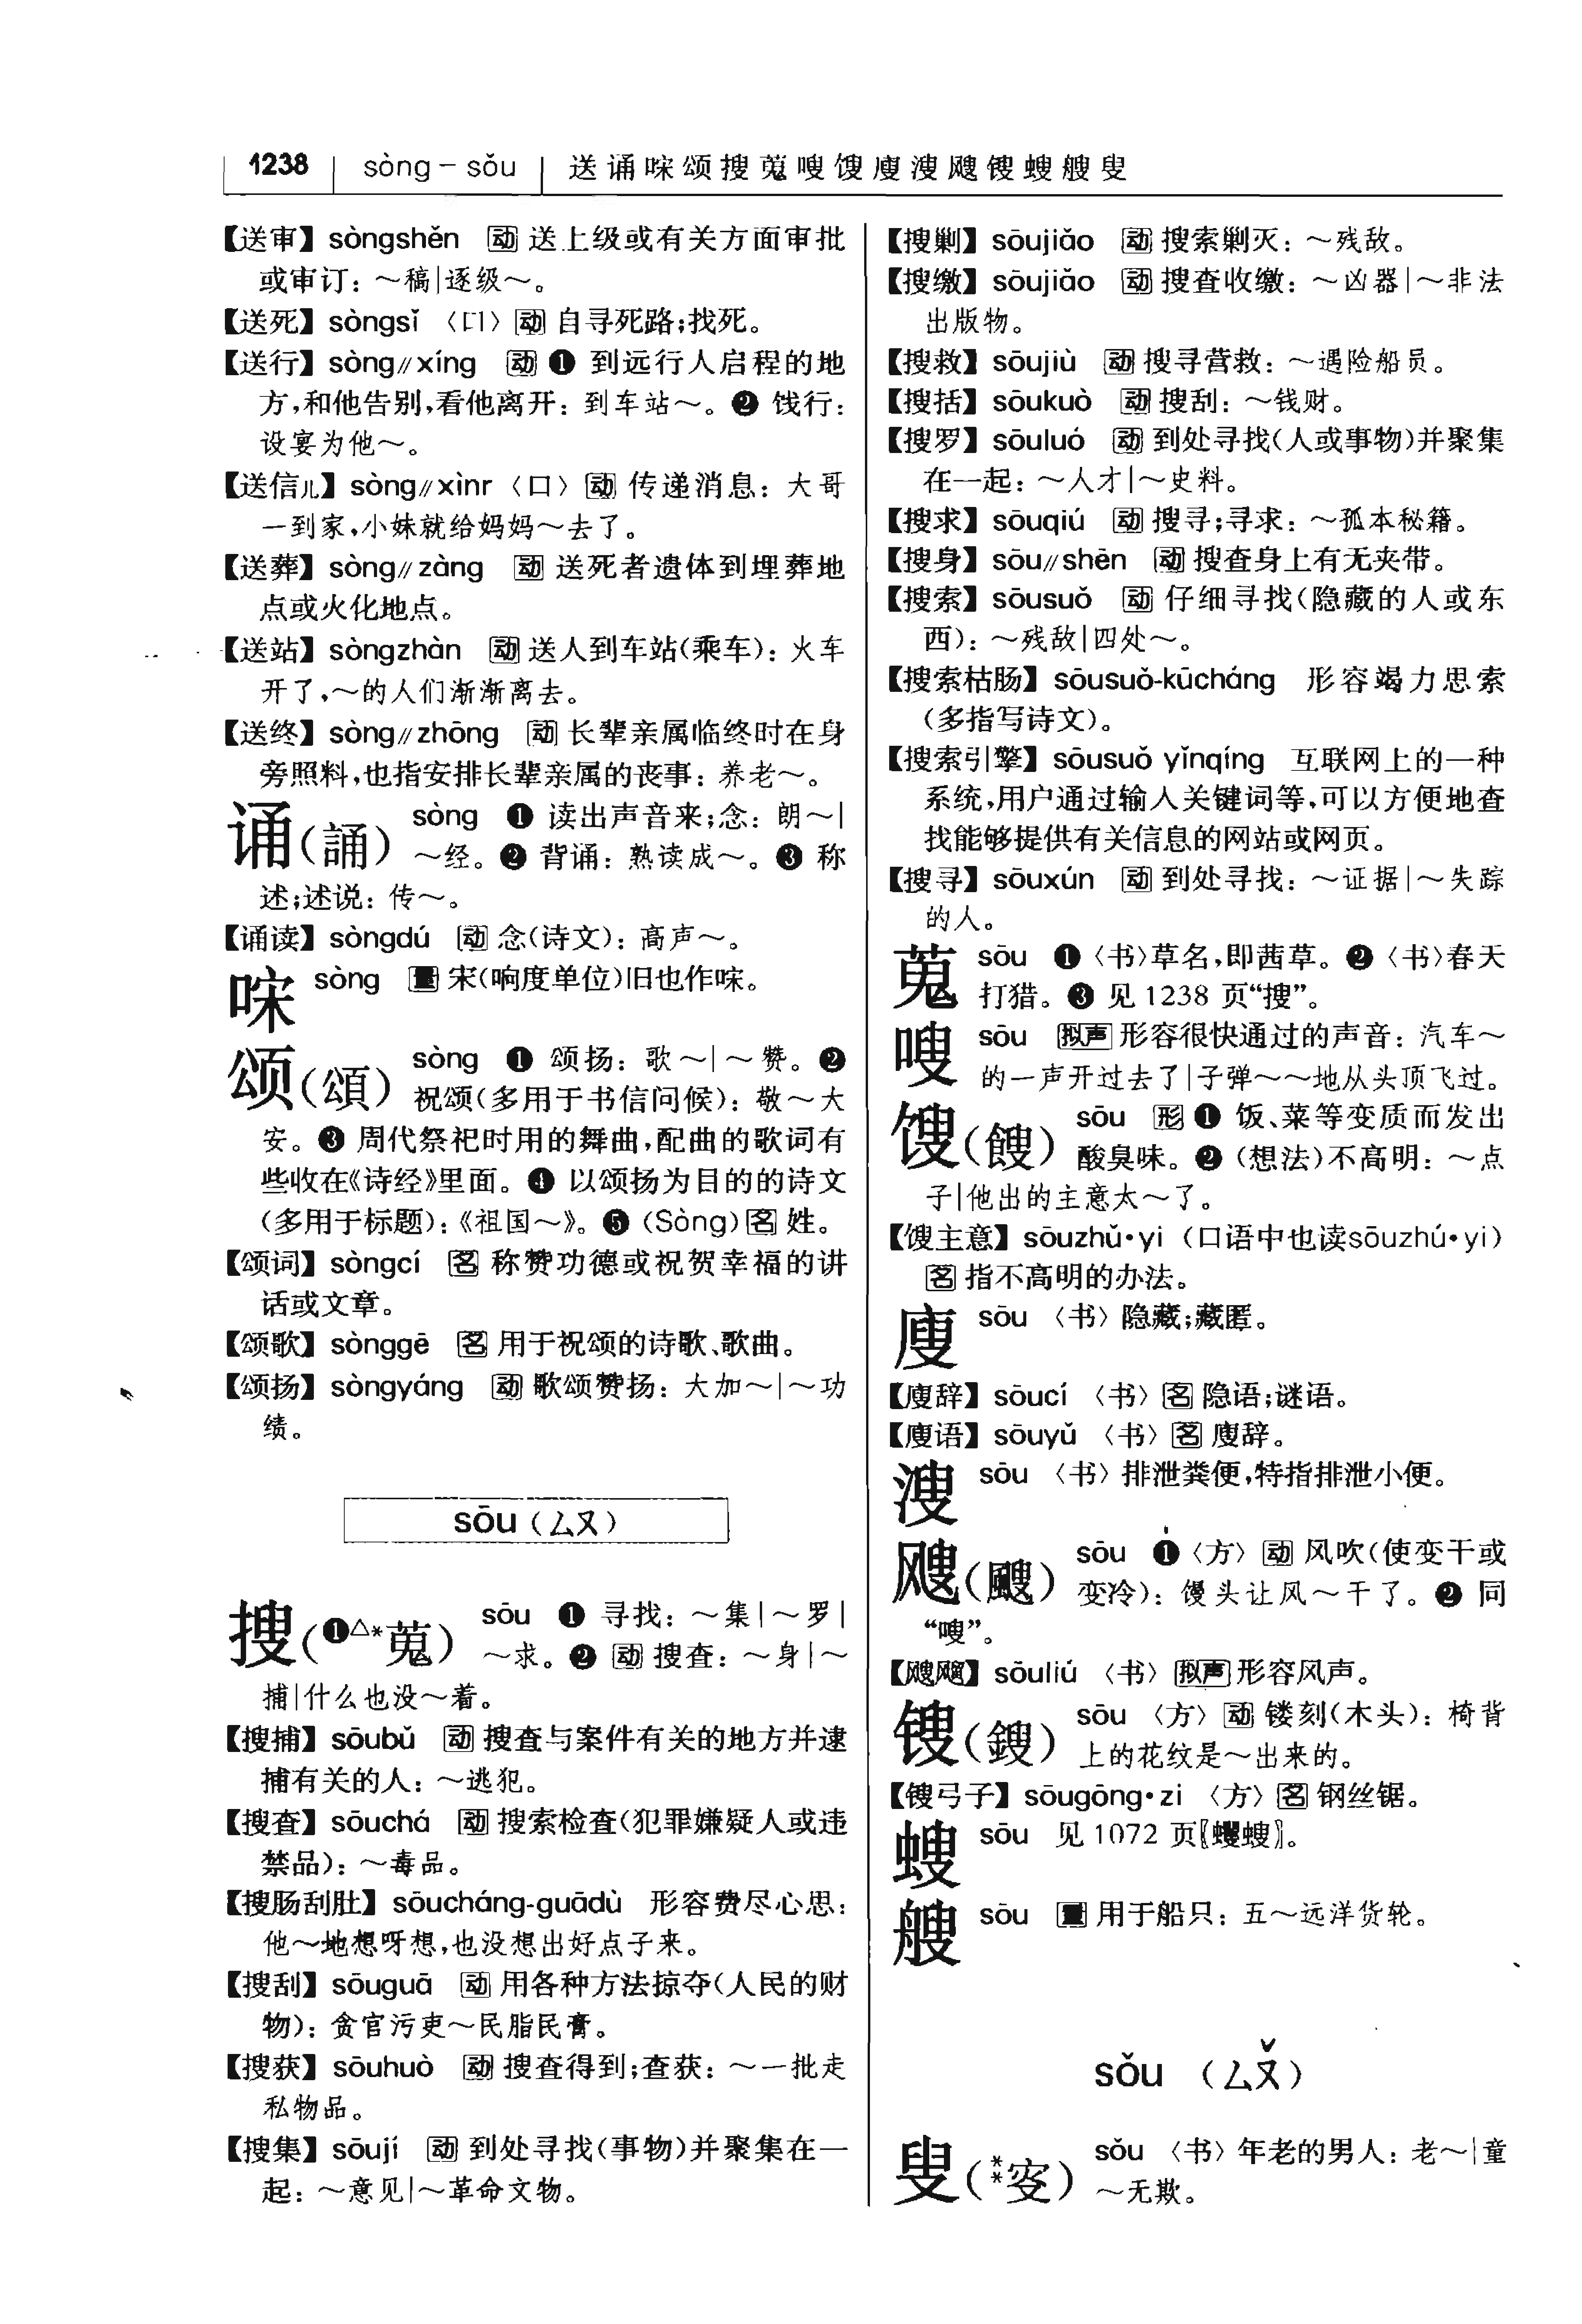 1238 sòng－sǒu 送诵㖡颂搜蒐嗖馊廋溲飕锼螋艘叟
【送审】sòngshěn 动 送上级或有关方面审批
或审订：～稿|逐级～。
【送死】sòngsǐ 〈口〉动 自寻死路；找死。
【送行】sòng∥xíng 动 ❶ 到远行人启程的地
方，和他告别，看他离开：到车站～。❷ 饯行：
设宴为他～。
【送信儿】sòng∥xìnr〈口〉动 传递消息：大哥
一到家，小妹就给妈妈～去了。
【送葬】sòng∥zàng 动 送死者遗体到埋葬地
点或火化地点。
【送站】sòngzhàn 动 送人到车站（乘车）：火车
开了，～的人们渐渐离去。
【送终】sòng∥zhōng 动 长辈亲属临终时在身
旁照料，也指安排长辈亲属的丧事：养老～。
诵（誦） sòng ❶ 读出声音来；念：朗～|
～经。❷ 背诵：熟读成～。❸ 称
述；述说：传～。
【诵读】sòngdú 动 念（诗文）：高声～。
㖡 sòng 量 宋（响度单位）旧也作㖡。
颂（頌） sòng ❶ 颂扬：歌～|～赞。❷
祝颂（多用于书信问候）：敬～大
安。❸ 周代祭祀时用的舞曲，配曲的歌词有
些收在《诗经》里面。❹ 以颂扬为目的的诗文
（多用于标题）：《祖国～》。❺（Sòng）名 姓。
【颂词】sòngcí 名 称赞功德或祝贺幸福的讲
话或文章。
【颂歌】sònggē 名 用于祝颂的诗歌、歌曲。
【颂扬】sòngyáng 动 歌颂赞扬：大加～|～功
绩。
sōu（ㄙㄡ）
搜（❶△*蒐） sōu ❶ 寻找：～集|～罗|
～求。❷ 动 搜查：～身|～
捕|什么也没～着。
【搜捕】sōubǔ 动 搜查与案件有关的地方并逮
捕有关的人：～逃犯。
【搜查】sōuchá 动 搜索检查（犯罪嫌疑人或违
禁品）：～毒品。
【搜肠刮肚】sōucháng-guādù 形容费尽心思：
他～地想呀想，也没想出好点子来。
【搜刮】sōuguā 动 用各种方法掠夺（人民的财
物）：贪官污吏～民脂民膏。
【搜获】sōuhuò 动 搜查得到；查获：～一批走
私物品。
【搜集】sōují 动 到处寻找（事物）并聚集在一
起：～意见|～革命文物。
【搜剿】sōujiǎo 动 搜索剿灭：～残敌。
【搜缴】sōujiǎo 动 搜查收缴：～凶器|～非法
出版物。
【搜救】sōujiù 动 搜寻营救：～遇险船员。
【搜括】sōukuò 动 搜刮：～钱财。
【搜罗】sōuluó 动 到处寻找（人或事物）并聚集
在一起：～人才|～史料。
【搜求】sōuqiú 动 搜寻；寻求：～孤本秘籍。
【搜身】sōu∥shēn 动 搜查身上有无夹带。
【搜索】sōusuǒ 动 仔细寻找（隐藏的人或东
西）：～残敌|四处～。
【搜索枯肠】sōusuǒ-kūcháng 形容竭力思索
（多指写诗文）。
【搜索引擎】sōusuǒ yǐnqíng 互联网上的一种
系统，用户通过输入关键词等，可以方便地查
找能够提供有关信息的网站或网页。
【搜寻】sōuxún 动 到处寻找：～证据|～失踪
的人。
蒐 sōu ❶〈书〉草名，即茜草。❷〈书〉春天
打猎。❸ 见 1238 页“搜”。
嗖 sōu 拟声 形容很快通过的声音：汽车～
的一声开过去了|子弹～～地从头顶飞过。
馊（餿） sōu 形 ❶ 饭、菜等变质而发出
酸臭味。❷（想法）不高明：～点
子|他出的主意太～了。
【馊主意】sōuzhǔ•yi（口语中也读sōuzhú•yi）
名 指不高明的办法。
廋 sōu〈书〉隐藏；藏匿。
【廋辞】sōucí〈书〉名 隐语；谜语。
【廋语】sōuyǔ〈书〉名 廋辞。
溲 sōu〈书〉排泄粪便，特指排泄小便。
飕（颼） sōu ❶〈方〉动 风吹（使变干或
变冷）：馒头让风～干了。❷ 同
“嗖”。
【飕飗】sōuliú〈书〉拟声 形容风声。
锼（鎪） sōu〈方〉动 镂刻（木头）：椅背
上的花纹是～出来的。
【锼弓子】sōugōng•zi〈方〉名 钢丝锯。
螋 sōu 见 1072 页〖蠼螋〗。
艘 sōu 量 用于船只：五～远洋货轮。
sǒu（ㄙㄡˇ）
叟（**叜） sǒu〈书〉年老的男人：老～|童
～无欺。